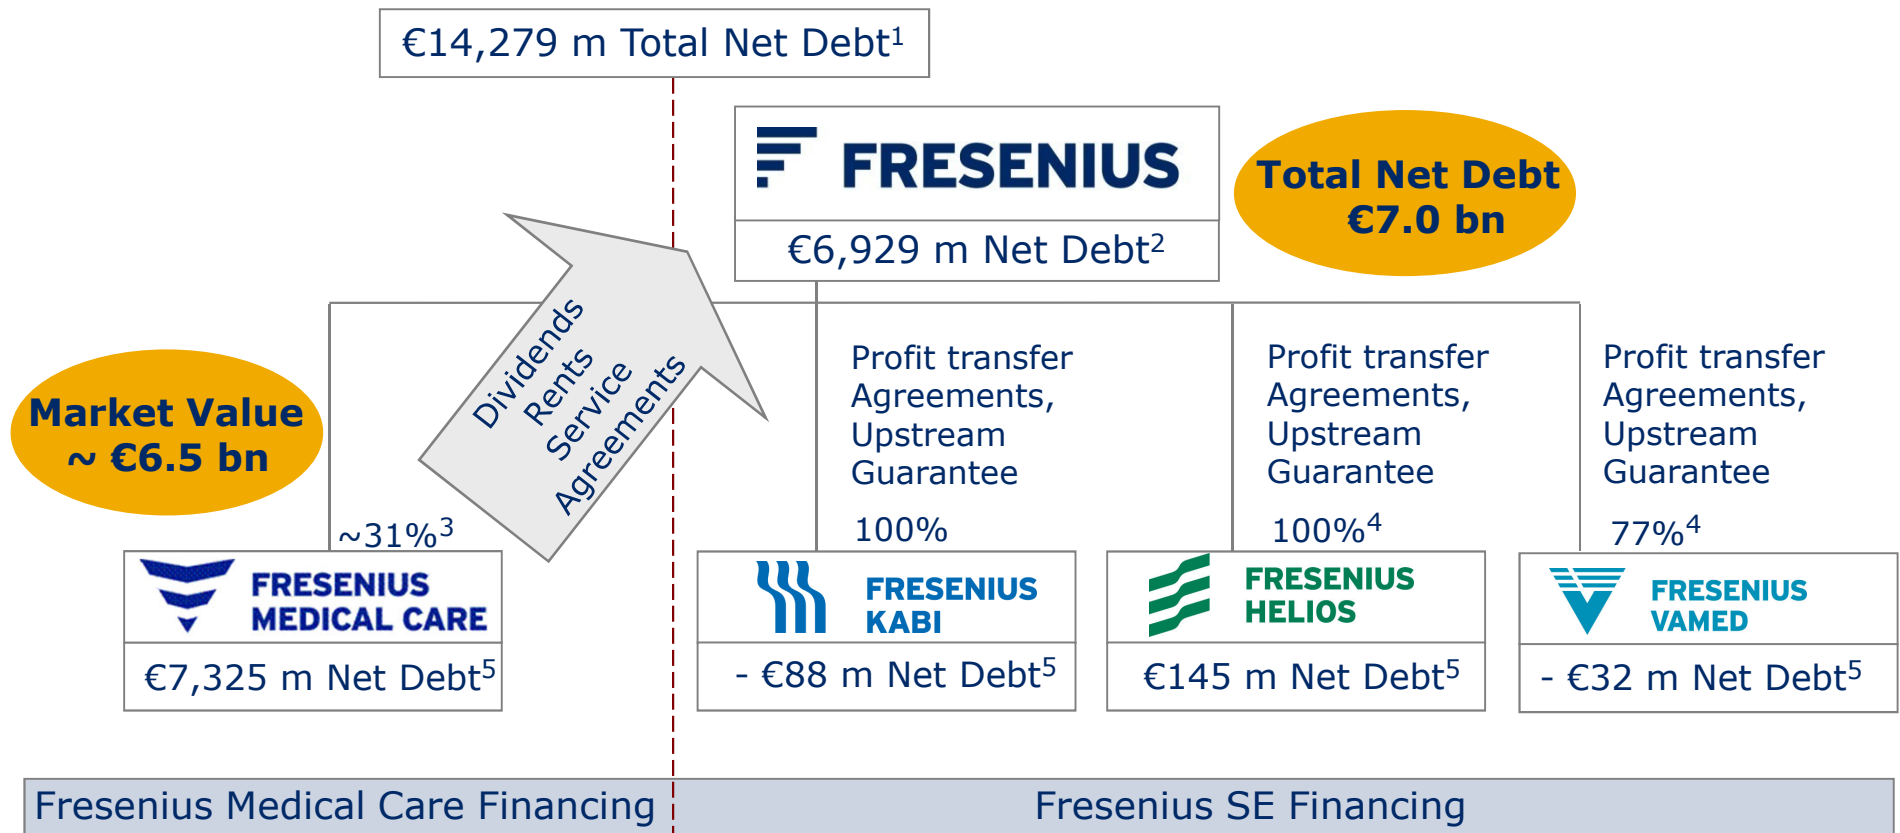 €14,279 m Total Net Debt¹
FRESENIUS
€6,929 m Net Debt²
Total Net Debt
€7.0 bn
Market Value
~ €6.5 bn
Dividends
Rents
Service
Agreements
~31%³
FRESENIUS
MEDICAL CARE
€7,325 m Net Debt⁵
Profit transfer
Agreements,
Upstream
Guarantee
100%
FRESENIUS
KABI
- €88 m Net Debt⁵
Profit transfer
Agreements,
Upstream
Guarantee
100%⁴
FRESENIUS
HELIOS
€145 m Net Debt⁵
Profit transfer
Agreements,
Upstream
Guarantee
77%⁴
FRESENIUS
VAMED
- €32 m Net Debt⁵
Fresenius Medical Care Financing
Fresenius SE Financing